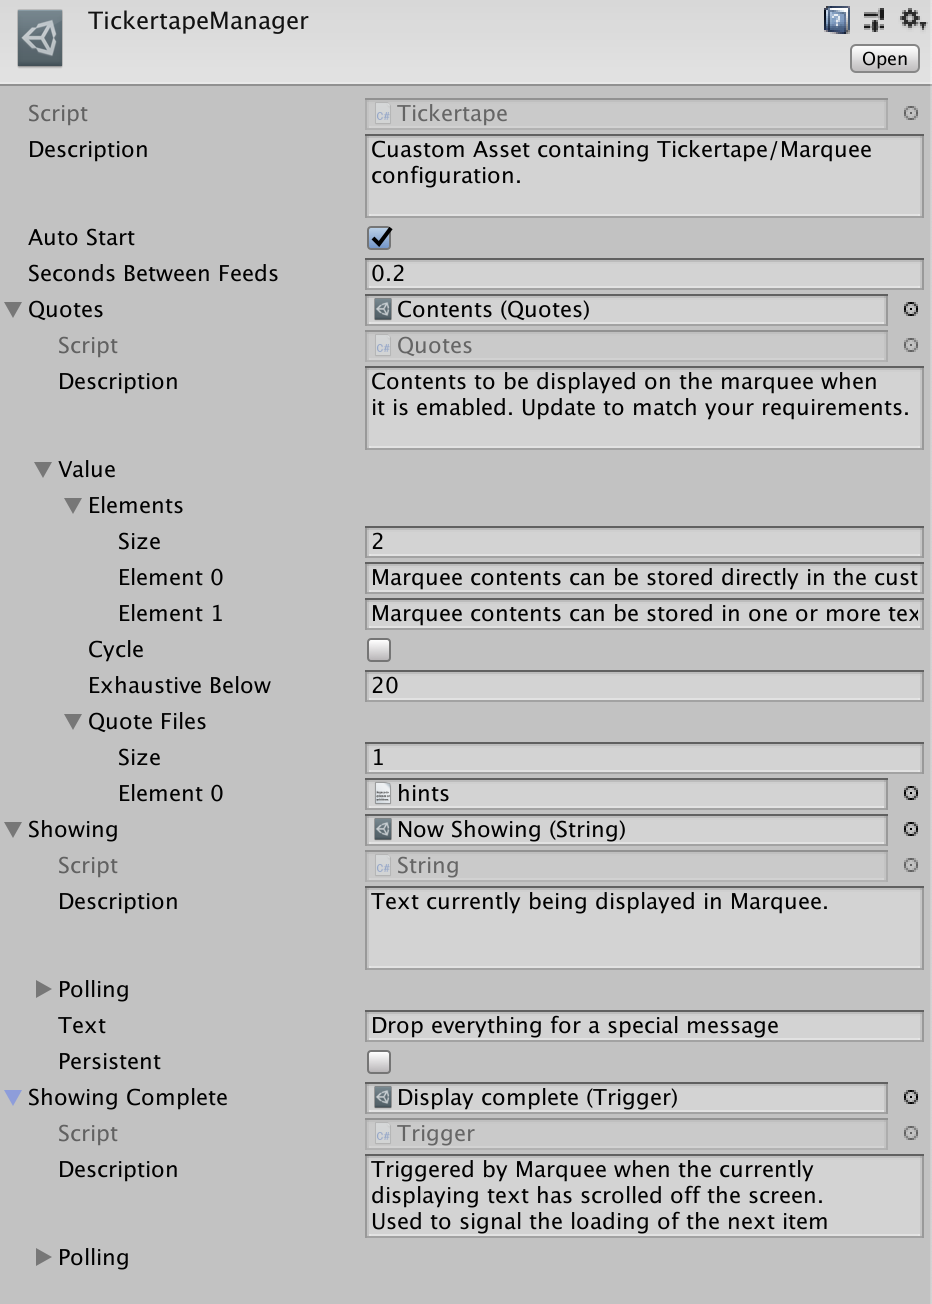 TickertapeManager
Open
Script
Tickertape
Description
Cuastom Asset containing Tickertape/Marquee
configuration.
Auto Start
Seconds Between Feeds
0.2
Quotes
Contents (Quotes)
Script
Quotes
Description
Contents to be displayed on the marquee when
it is emabled. Update to match your requirements.
Value
Elements
Size
2
Element 0
Marquee contents can be stored directly in the cust
Element 1
Marquee contents can be stored in one or more tex
Cycle
Exhaustive Below
20
Quote Files
Size
1
Element 0
hints
Showing
Now Showing (String)
Script
String
Description
Text currently being displayed in Marquee.
Polling
Text
Drop everything for a special message
Persistent
Showing Complete
Display complete (Trigger)
Script
Trigger
Description
Triggered by Marquee when the currently
displaying text has scrolled off the screen.
Used to signal the loading of the next item
Polling